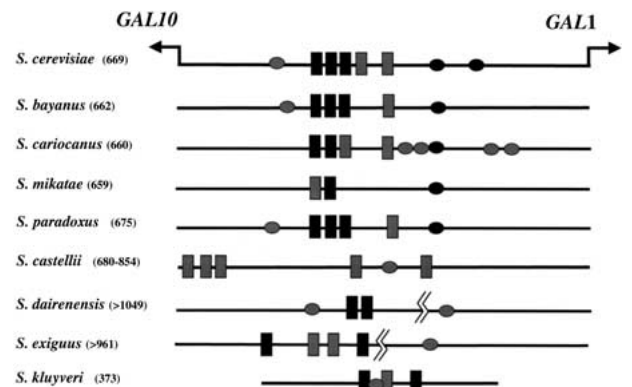 GAL10 GAL1
S. cerevisiae (669)
S. bayanus (662)
S. cariocanus (660)
S. mikatae (659)
S. paradoxus (675)
S. castellii (680-854)
S. dairenensis (>1049)
S. exiguus (>961)
S. kluyveri (373)